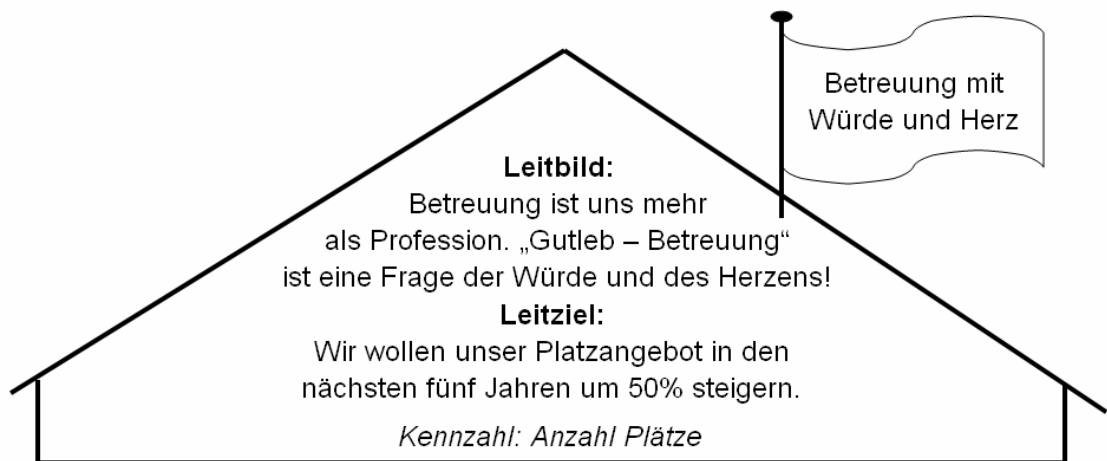 Betreuung mit
Würde und Herz
Leitbild:
Betreuung ist uns mehr
als Profession. „Gutleb – Betreuung“
ist eine Frage der Würde und des Herzens!
Leitziel:
Wir wollen unser Platzangebot in den
nächsten fünf Jahren um 50% steigern.
Kennzahl: Anzahl Plätze